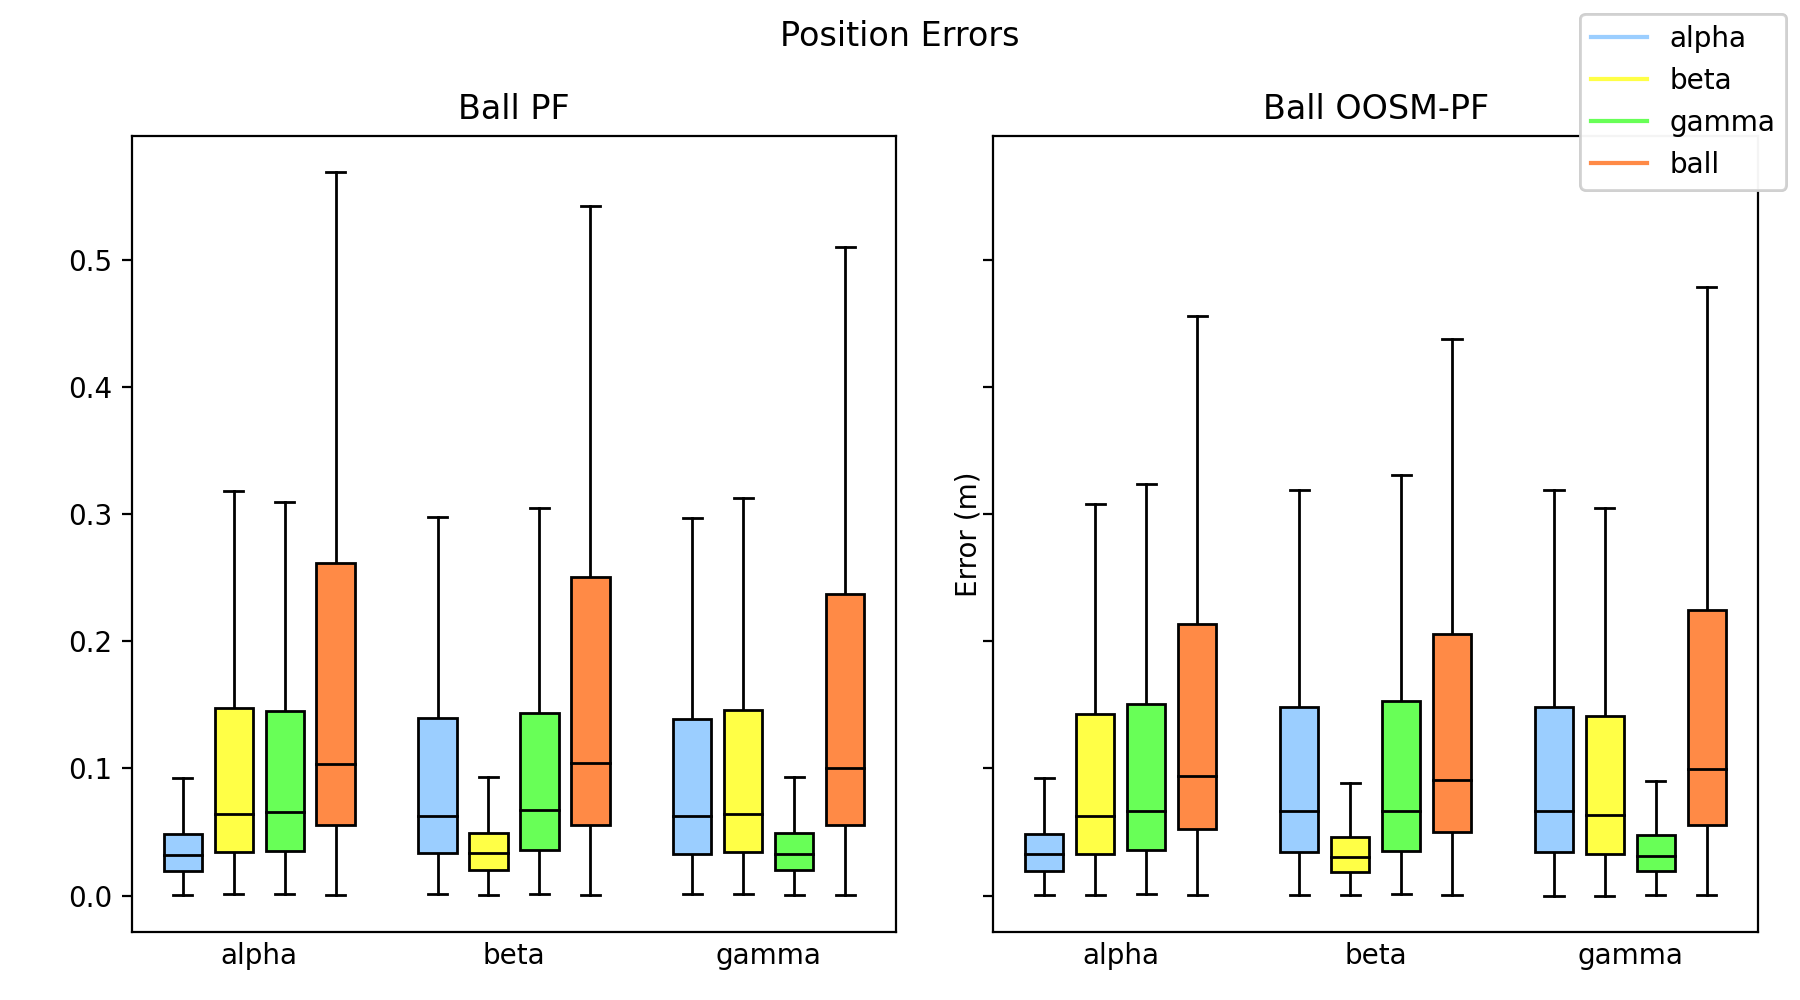 Position Errors
alpha
beta
gamma
ball
Ball PF
Ball OOSM-PF
0.5
0.4
0.3
0.2
0.1
0.0
Error (m)
alpha beta gamma
alpha beta gamma